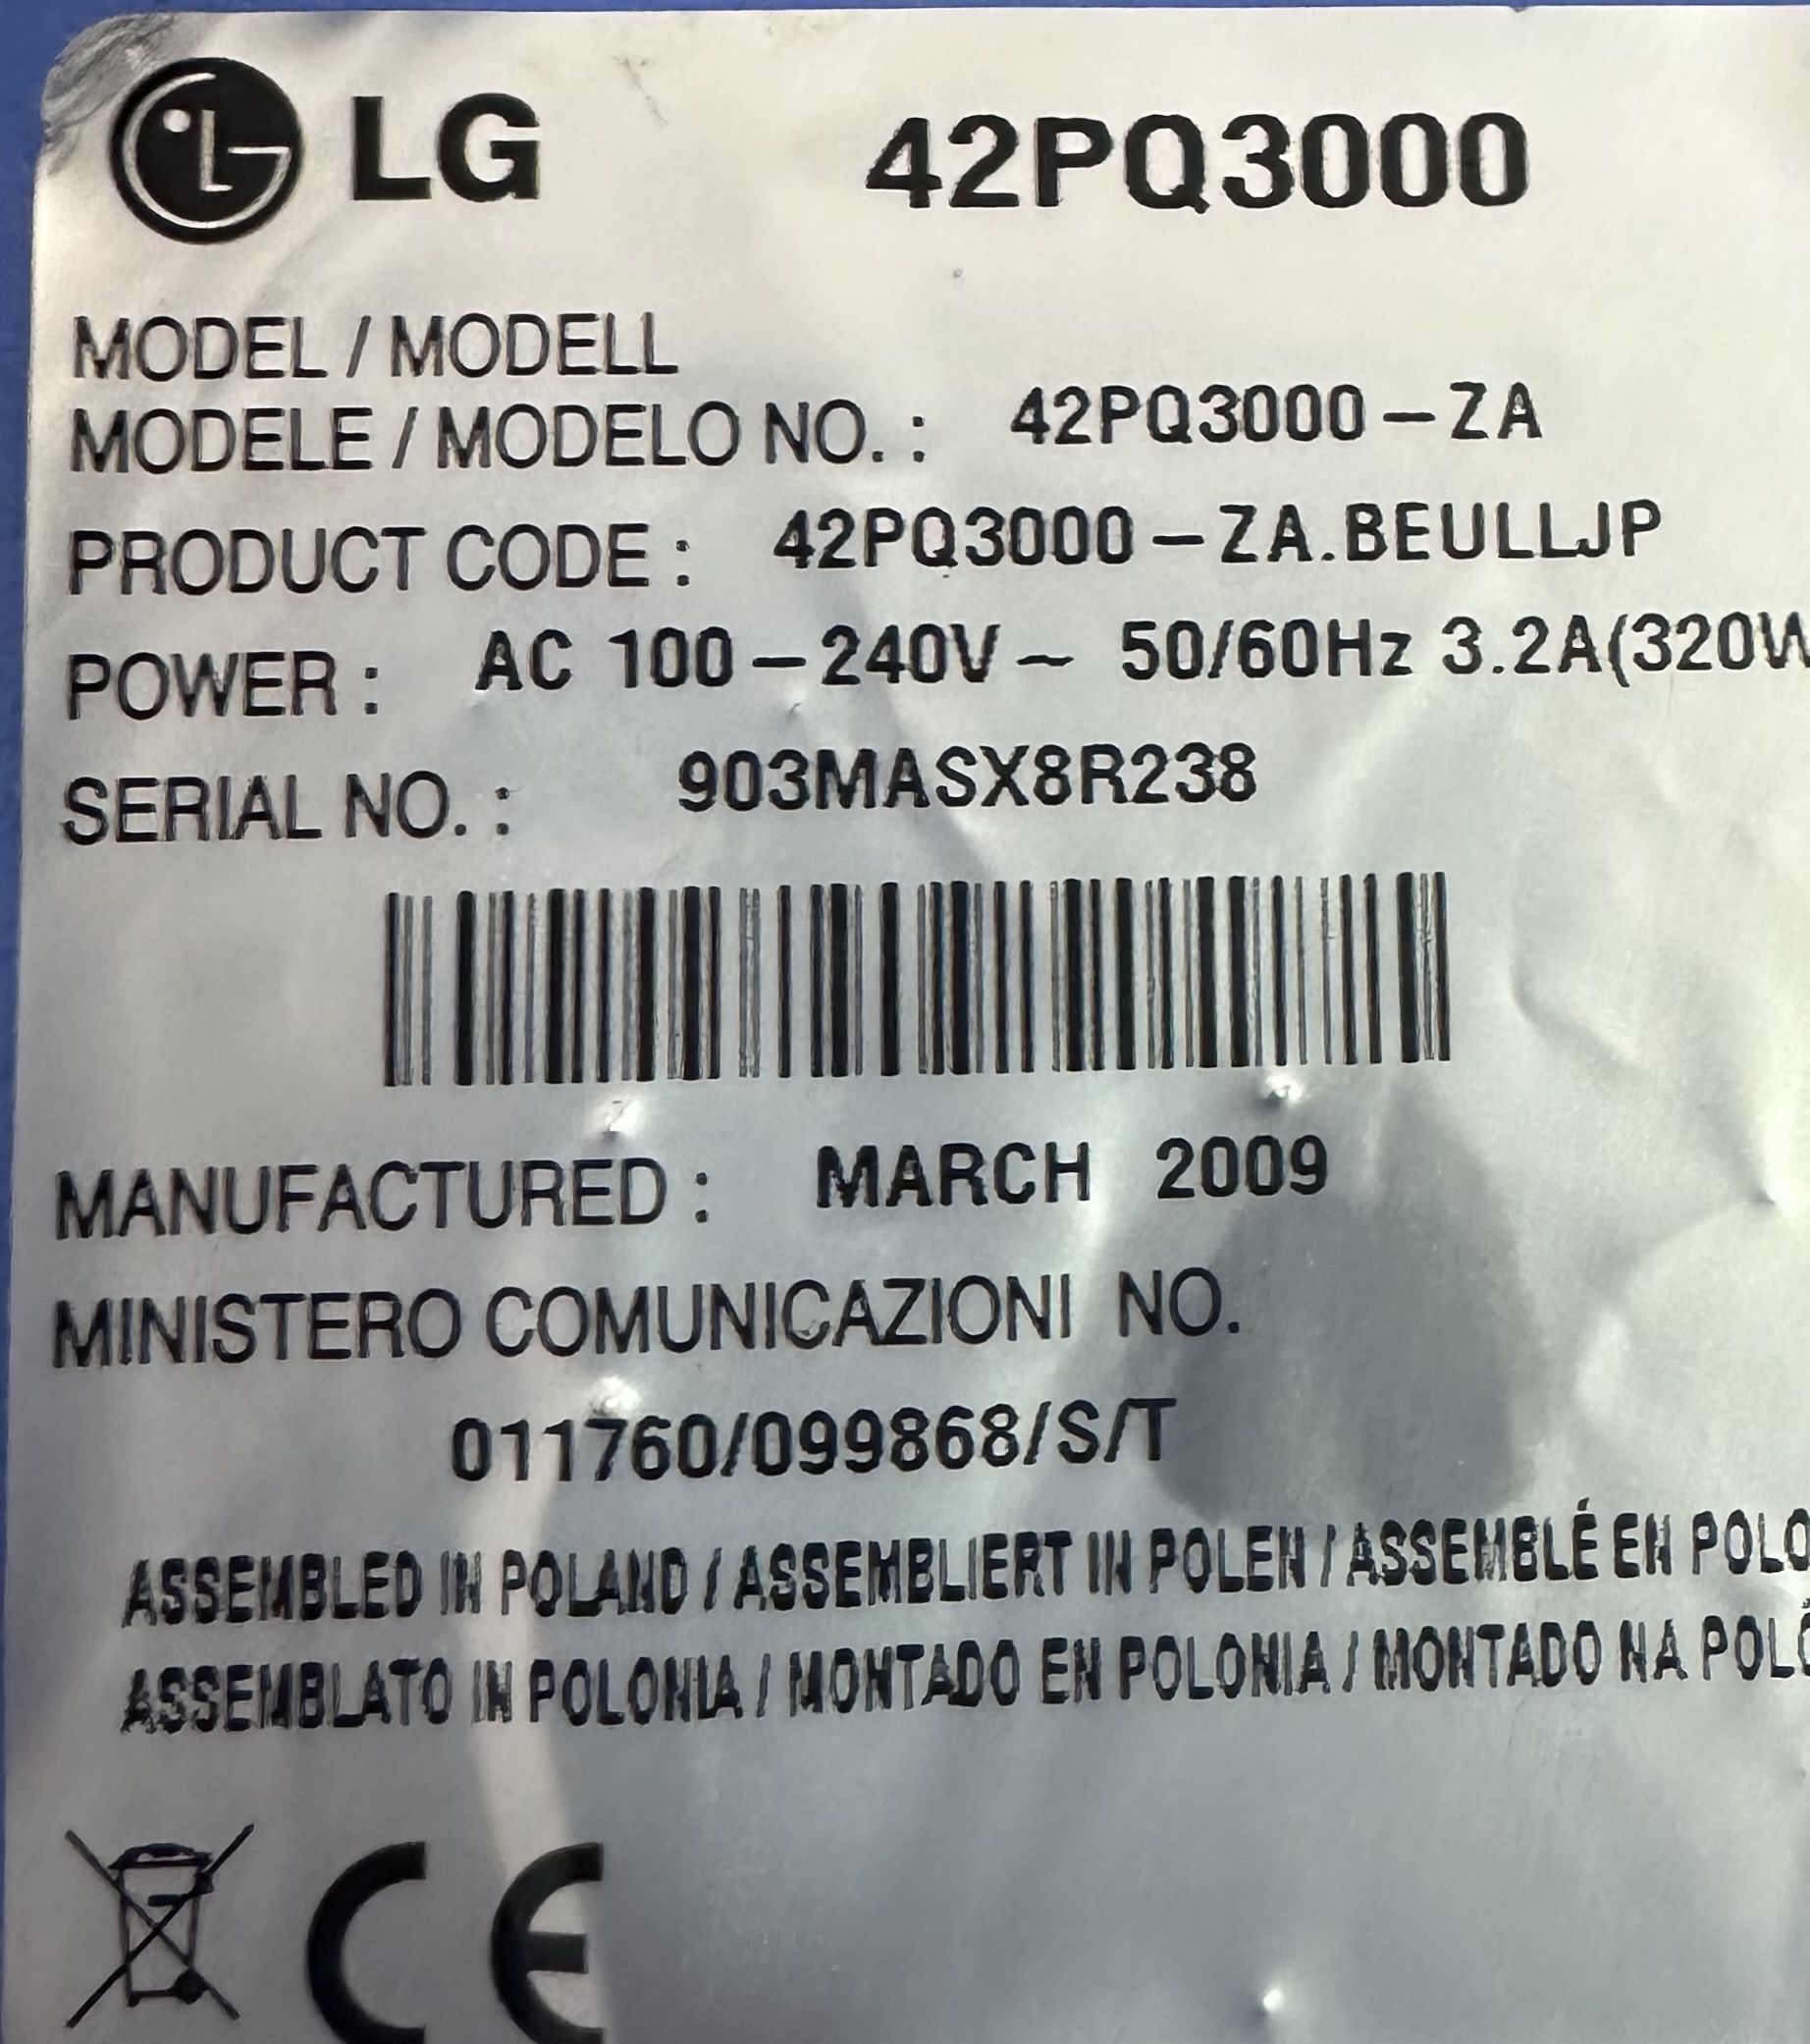 LG 42PQ3000
MODEL / MODELL
MODELE / MODELO NO. : 42PQ3000-ZA
PRODUCT CODE : 42PQ3000-ZA.BEULLJP
POWER : AC 100-240V~ 50/60Hz 3.2A(320W
SERIAL NO. : 903MASX8R238
MANUFACTURED : MARCH 2009
MINISTERO COMUNICAZIONI NO.
011760/099868/S/T
ASSEMBLED IN POLAND / ASSEMBLIERT IN POLEN / ASSEMBLÉ EN POLO
ASSEMBLATO IN POLONIA / MONTADO EN POLONIA / MONTADO NA POLÓ
CE